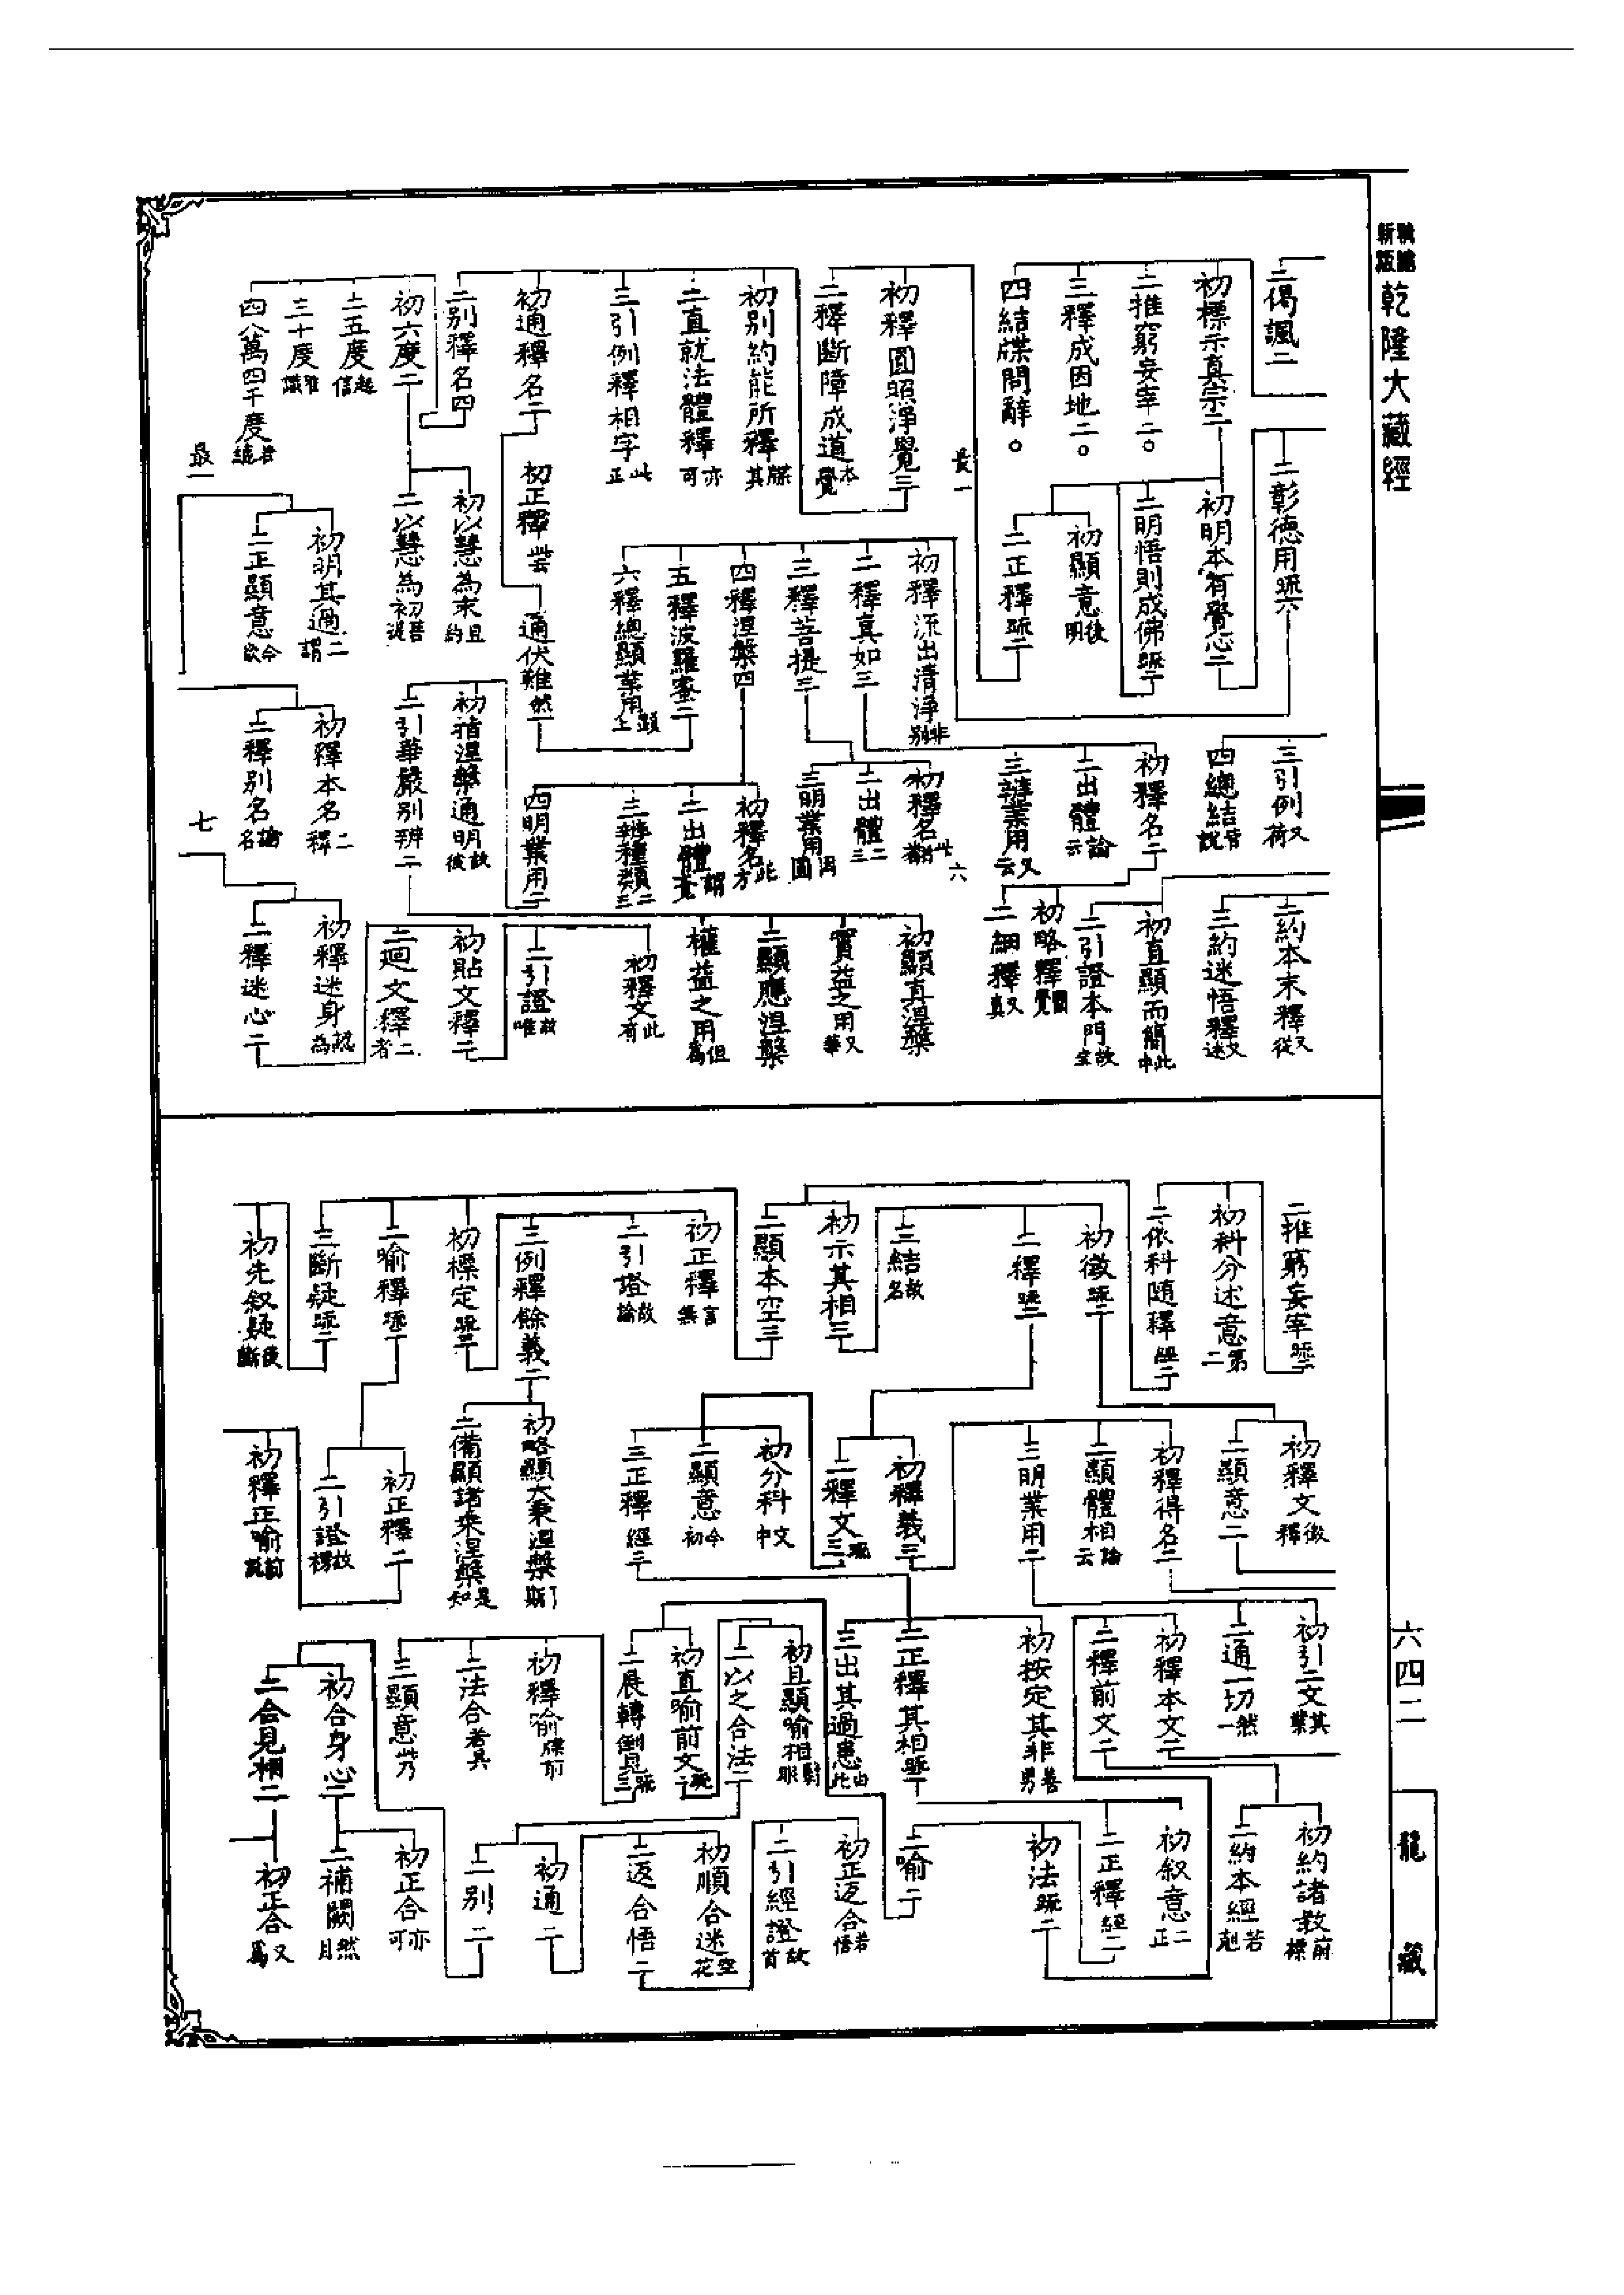 新版乾隆大藏經
二偈諷二
初標示真宗二
二推窮妄宰二○
三釋成因地二○
四結牒問辭○
初釋圓照淨覺三
二釋斷障成道本覺
初別約能所釋牒其
二直就法體釋亦可
三引例釋相字此正
初通釋名二
二別釋名四
初六度二
二五度起信
三十度唯識
四八萬四千度
二彰德用疏六
初明本有覺心二
二明悟則成佛疏二
初顯意後明
二正釋疏二
最一
初釋流出清淨非別
二釋真如三
三釋菩提三
四釋涅槃四
五釋波羅蜜二
六釋總顯業用
初正釋
二通伏難然
初以慧為末且約
二以慧為初菩提
最一
初明其過二謂
二正顯意今欲
三引例又荷
四總結皆說
初釋名二
二出體論云
三辨業用又云
初釋名
二出體二三
三明業用因圓
六
初釋名此方
二出體謂
三辨種類二三
四明業用二
初指涅槃通明故後
二引華嚴別辨二
初釋本名二釋
二釋別名論名
七
二約本末釋又從
三約迷悟釋又迷
初直顯而簡此中
二引證本門故
初略釋圓覺
二細釋又真
初顯真涅槃
實益之用又華
二顯應涅槃
權益之用但為
初釋文此有
二引證故唯
初貼文釋二
二迴文釋二者
初釋迷身認為
二釋迷心二
二推窮妄宰疏二
初科分述意第二
二依科隨釋經二
初徵疏二
二釋疏三
三結故名
初示其相三
二顯本空三
初正釋言無
二引證故論
三例釋餘義二
初標定疏三
二喻釋疏二
三斷疑疏二
初先敘疑後斷
初釋文徵釋
二顯意二
初釋得名二
二顯體相論云
三明業用二
初釋義三
二釋文疏三
初分科文中
二顯意今初
三正釋經三
初略顯大乘涅槃
二備顯諸乘涅槃是知
初正釋二
二引證故楞
初釋正喻
初引二文其業
二通一切然一
初釋本文二
二釋前文二
初按定其非善男
二正釋其相疏二
三出其過患由此
初且顯喻相翳眼
二以之合法二
初直喻前文疏二
二展轉倒見疏三
初釋喻牒前
二法合者具
三顯意此乃
初合身心二
二合見相二
初約諸教前標
二約本經若剋
初敘意二正
二正釋經二
初法疏二
二喻二
初正返合若悟
二引經證故首
初順合迷空花
二返合悟二
初通二
二別二
初正合亦可
二補闕然且
初正合又為
六四二
龍藏